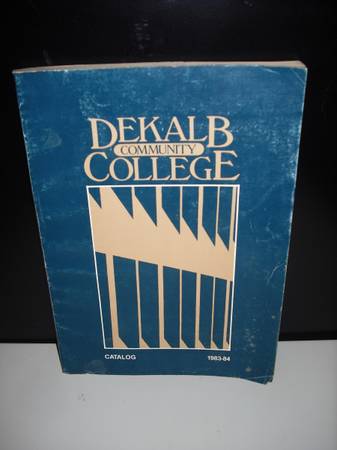 DEKALB
COMMUNITY
COLLEGE
CATALOG 1983-84